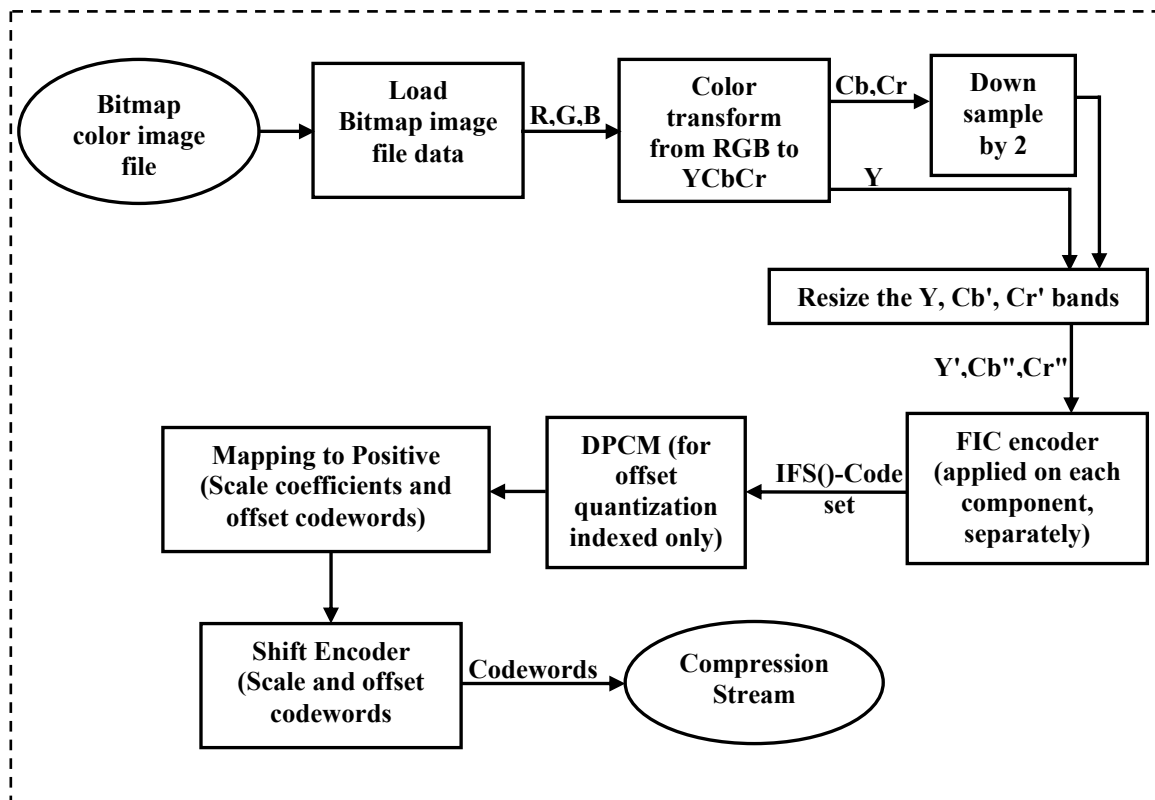 Bitmap
color image
file
Load
Bitmap image
file data
R,G,B
Color
transform
from RGB to
YCbCr
Cb,Cr
Down
sample
by 2
Y
Resize the Y, Cb', Cr' bands
Y',Cb",Cr"
FIC encoder
(applied on each
component,
separately)
IFS()-Code
set
DPCM (for
offset
quantization
indexed only)
Mapping to Positive
(Scale coefficients and
offset codewords)
Shift Encoder
(Scale and offset
codewords
Codewords
Compression
Stream